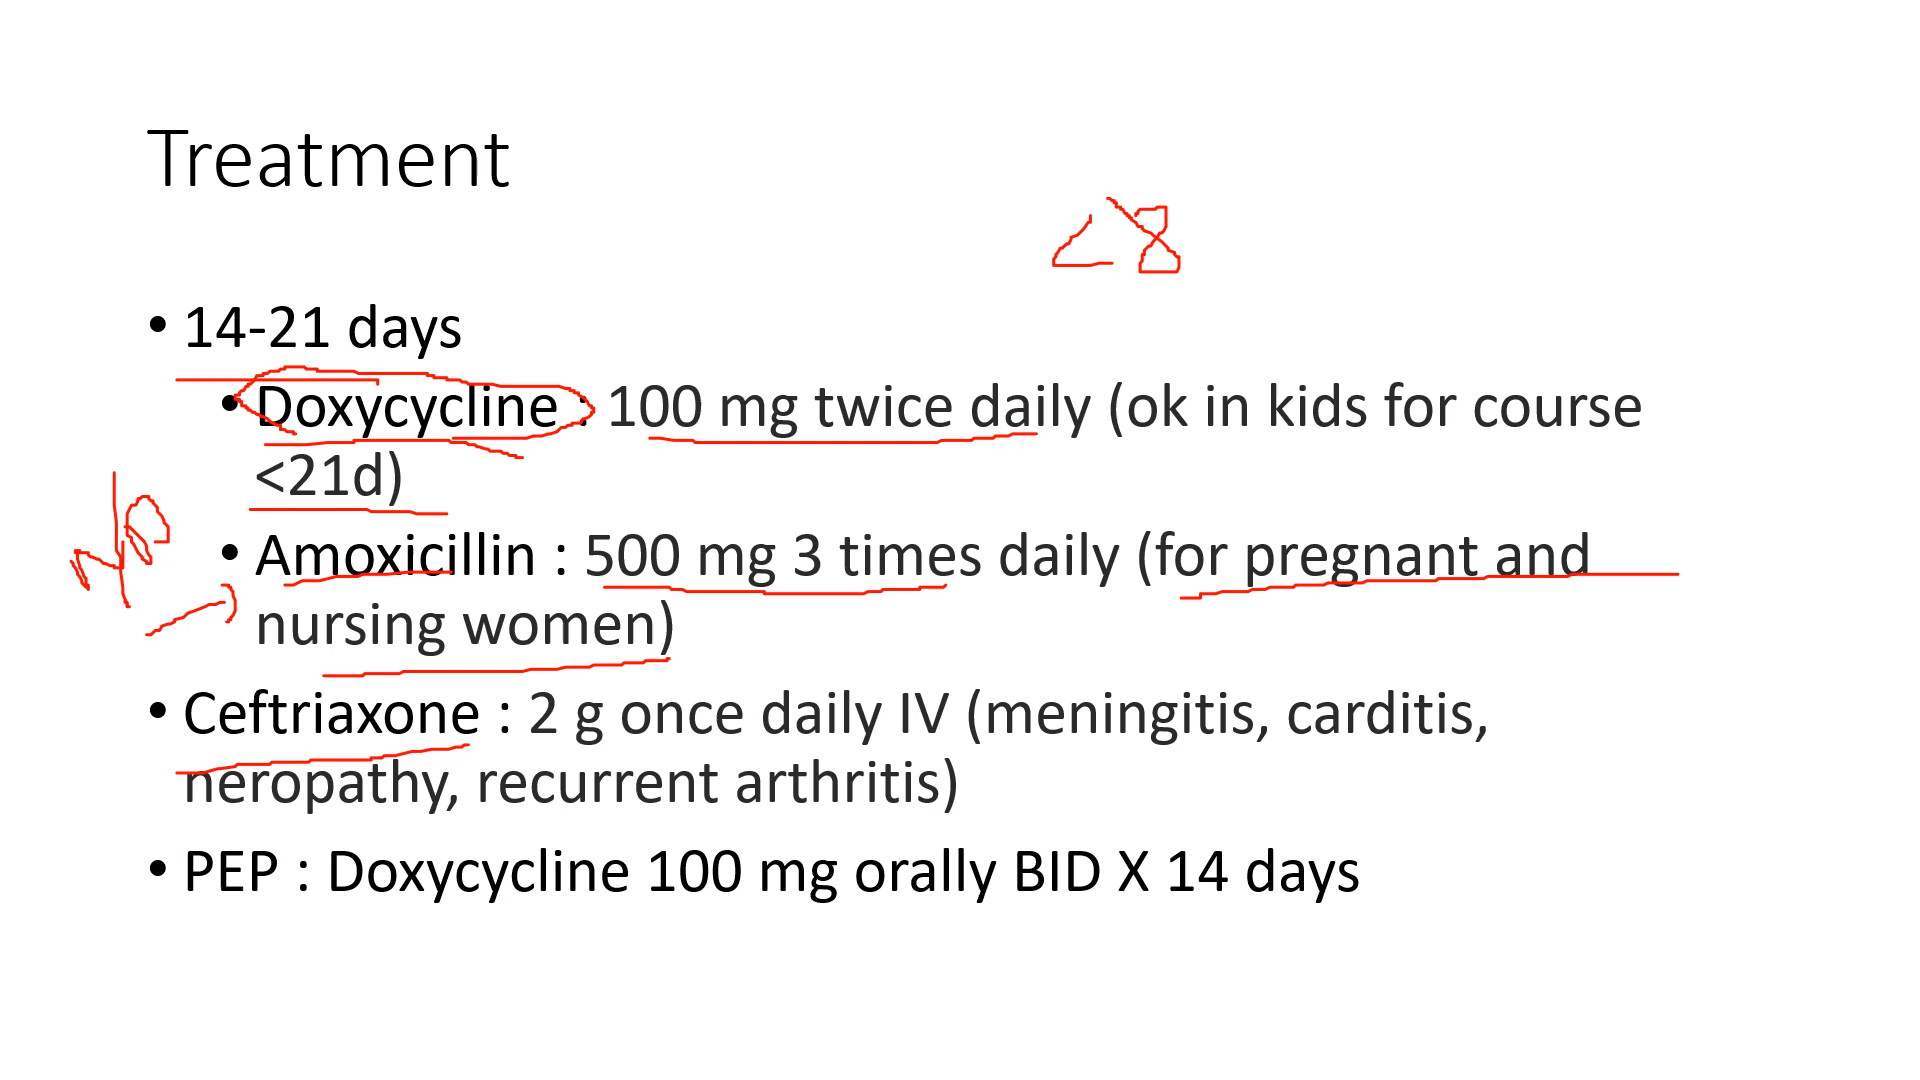 Treatment
<8
• 14-21 days
• Doxycycline : 100 mg twice daily (ok in kids for course
<21d)
• Amoxicillin : 500 mg 3 times daily (for pregnant and
nursing women)
• Ceftriaxone : 2 g once daily IV (meningitis, carditis,
neropathy, recurrent arthritis)
• PEP : Doxycycline 100 mg orally BID X 14 days